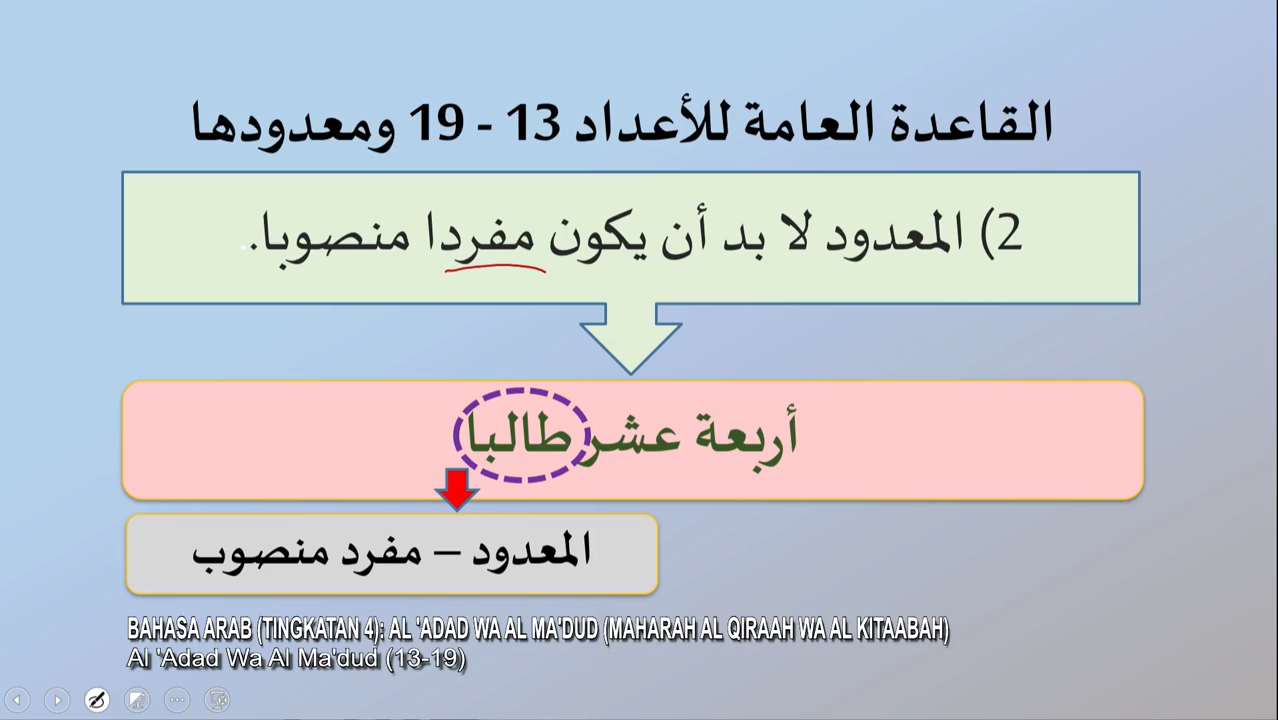 القاعدة العامة للأعداد 13 - 19 ومعدودها
2) المعدود لا بد أن يكون مفردا منصوبا.
أربعة عشر طالبا
المعدود – مفرد منصوب
BAHASA ARAB (TINGKATAN 4): AL 'ADAD WA AL MA'DUD (MAHARAH AL QIRAAH WA AL KITAABAH)
Al 'Adad Wa Al Ma'dud (13-19)